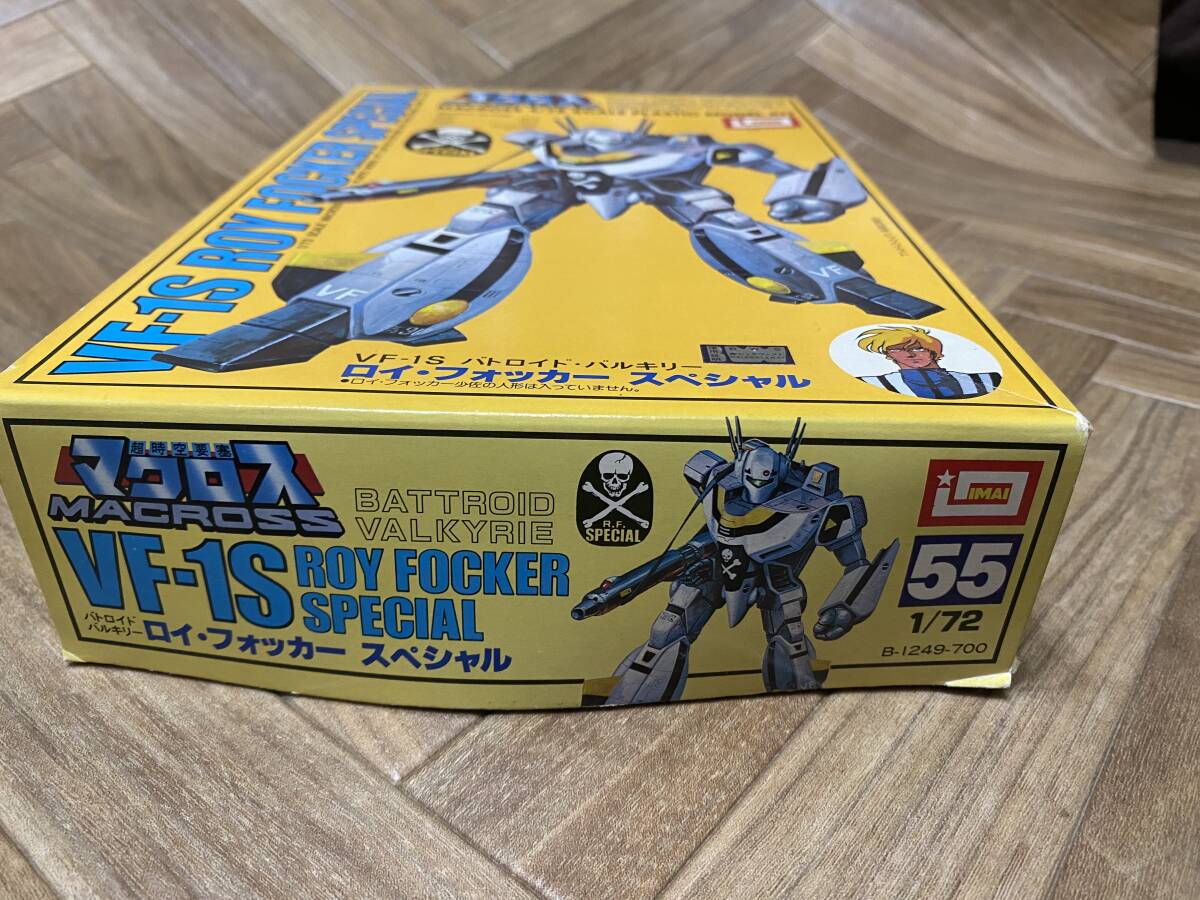 マクロス
IMAI
VF-1S ROY FOCKER SPECIAL
VF
VF
VF-1S バトロイド・バルキリー
ロイ・フォッカー スペシャル
●ロイ・フォッカー少佐の人形は入っていません。
超時空要塞
マクロス
MACROSS
BATTROID
VALKYRIE
VF-1S ROY FOCKER
SPECIAL
バトロイド
バルキリー ロイ・フォッカー スペシャル
R.F.
SPECIAL
IMAI
55
1/72
B-1249-700